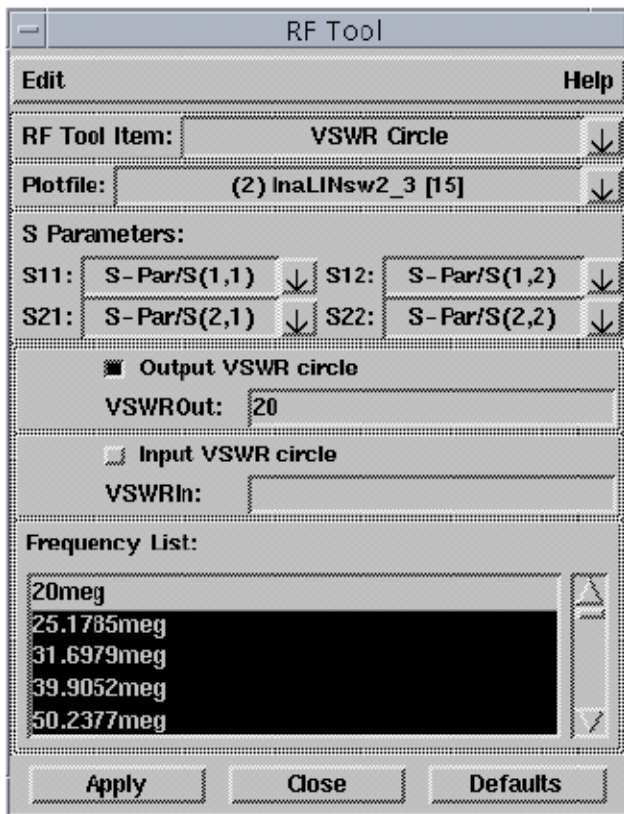 RF Tool
Edit Help
RF Tool Item: VSWR Circle
Plotfile: (2) lnaLINsw2_3 [15]
S Parameters:
S11: S-Par/S(1,1) S12: S-Par/S(1,2)
S21: S-Par/S(2,1) S22: S-Par/S(2,2)
Output VSWR circle
VSWROut: 20
Input VSWR circle
VSWRIn:
Frequency List:
20meg
25.1785meg
31.6979meg
39.9052meg
50.2377meg
Apply Close Defaults